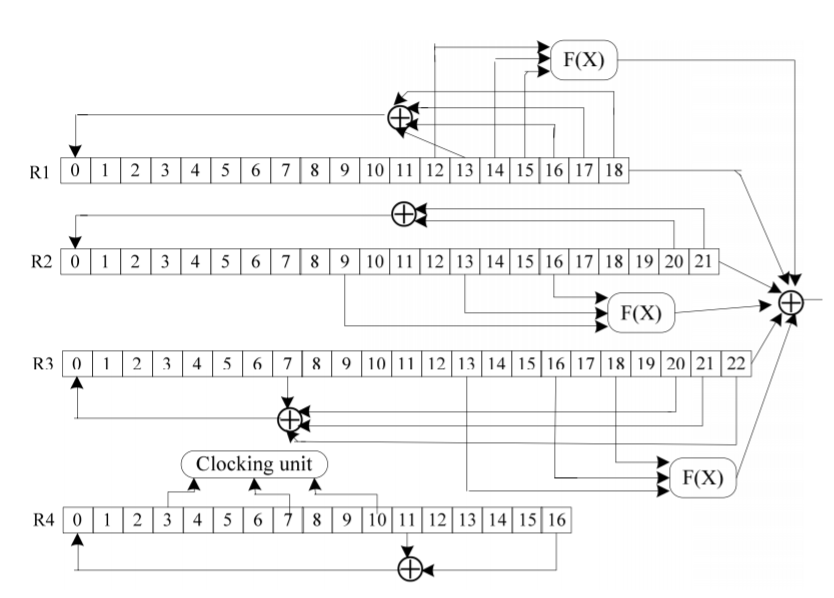 F(X)
R1 0 1 2 3 4 5 6 7 8 9 10 11 12 13 14 15 16 17 18
R2 0 1 2 3 4 5 6 7 8 9 10 11 12 13 14 15 16 17 18 19 20 21
F(X)
R3 0 1 2 3 4 5 6 7 8 9 10 11 12 13 14 15 16 17 18 19 20 21 22
Clocking unit
F(X)
R4 0 1 2 3 4 5 6 7 8 9 10 11 12 13 14 15 16